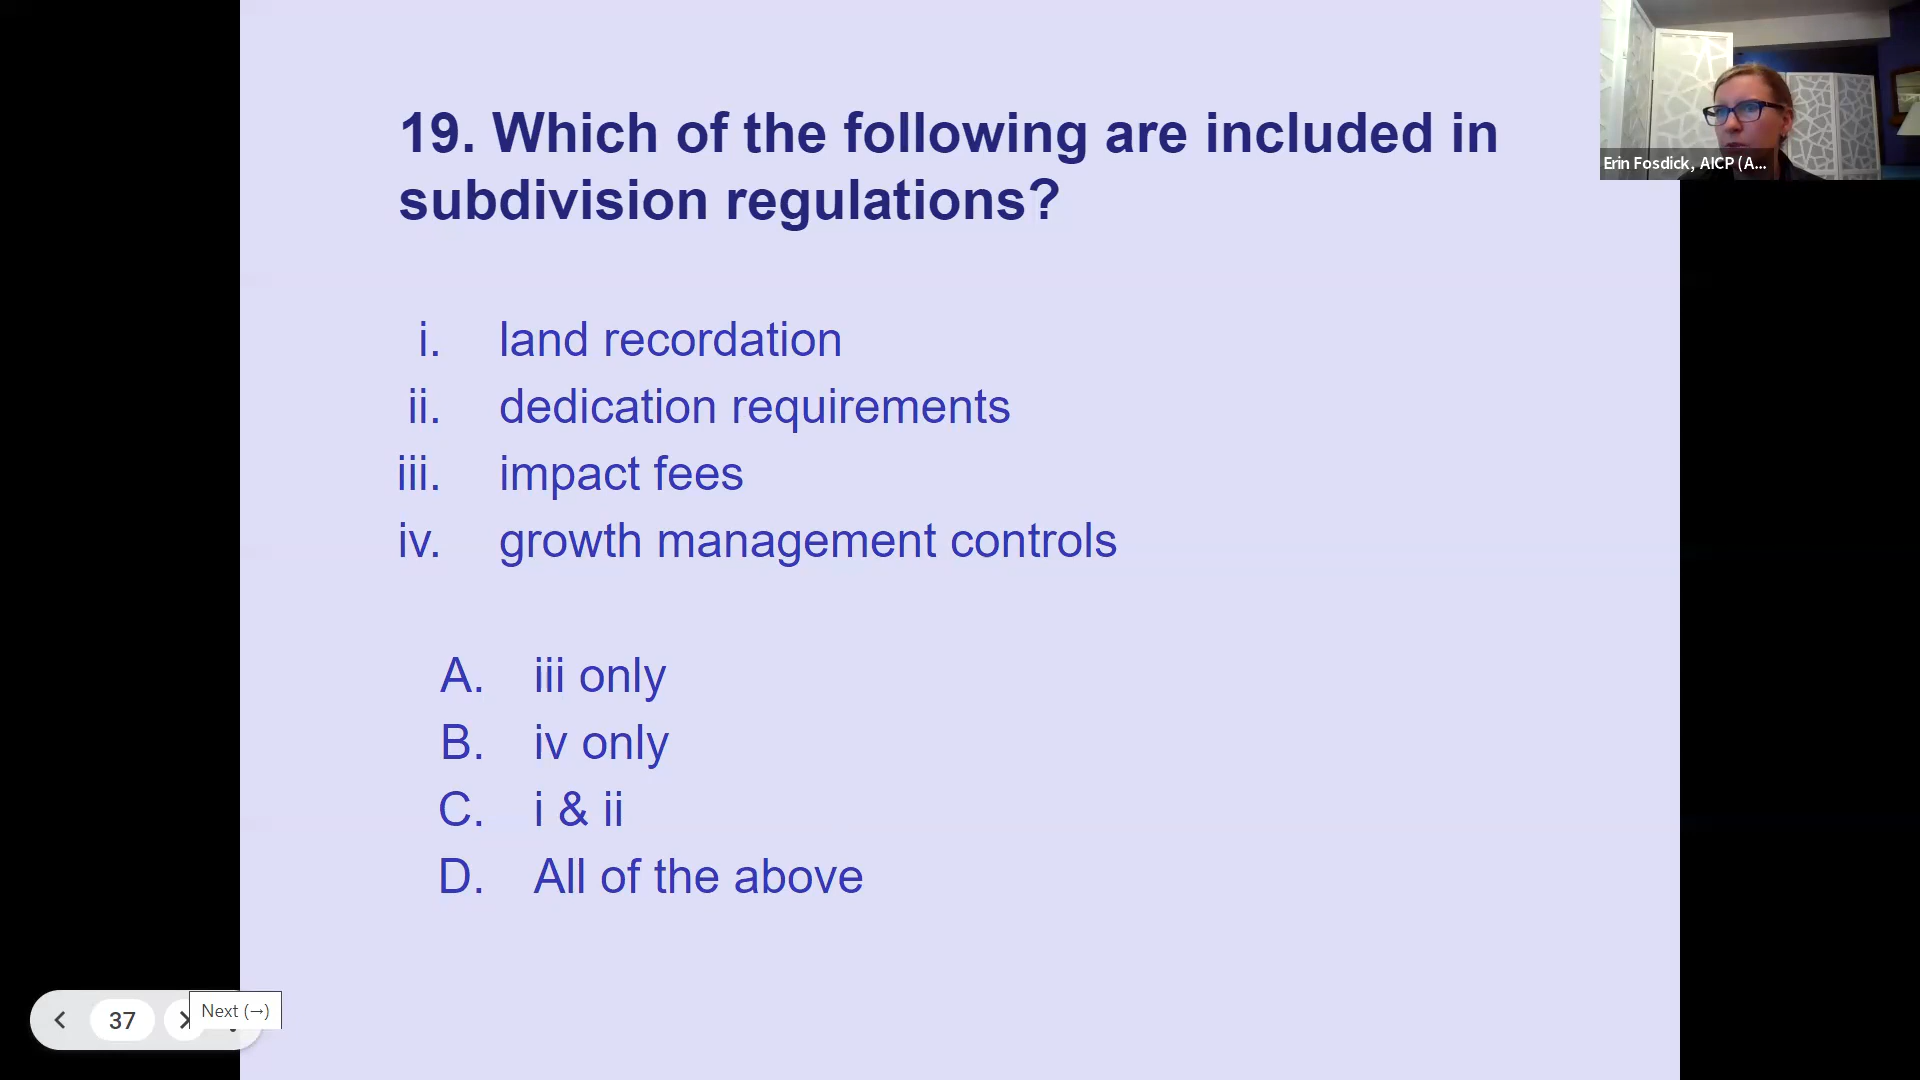 19. Which of the following are included in
subdivision regulations?
i. land recordation
ii. dedication requirements
iii. impact fees
iv. growth management controls
A. iii only
B. iv only
C. i & ii
D. All of the above
Erin Fosdick, AICP (A...
37
Next (→)